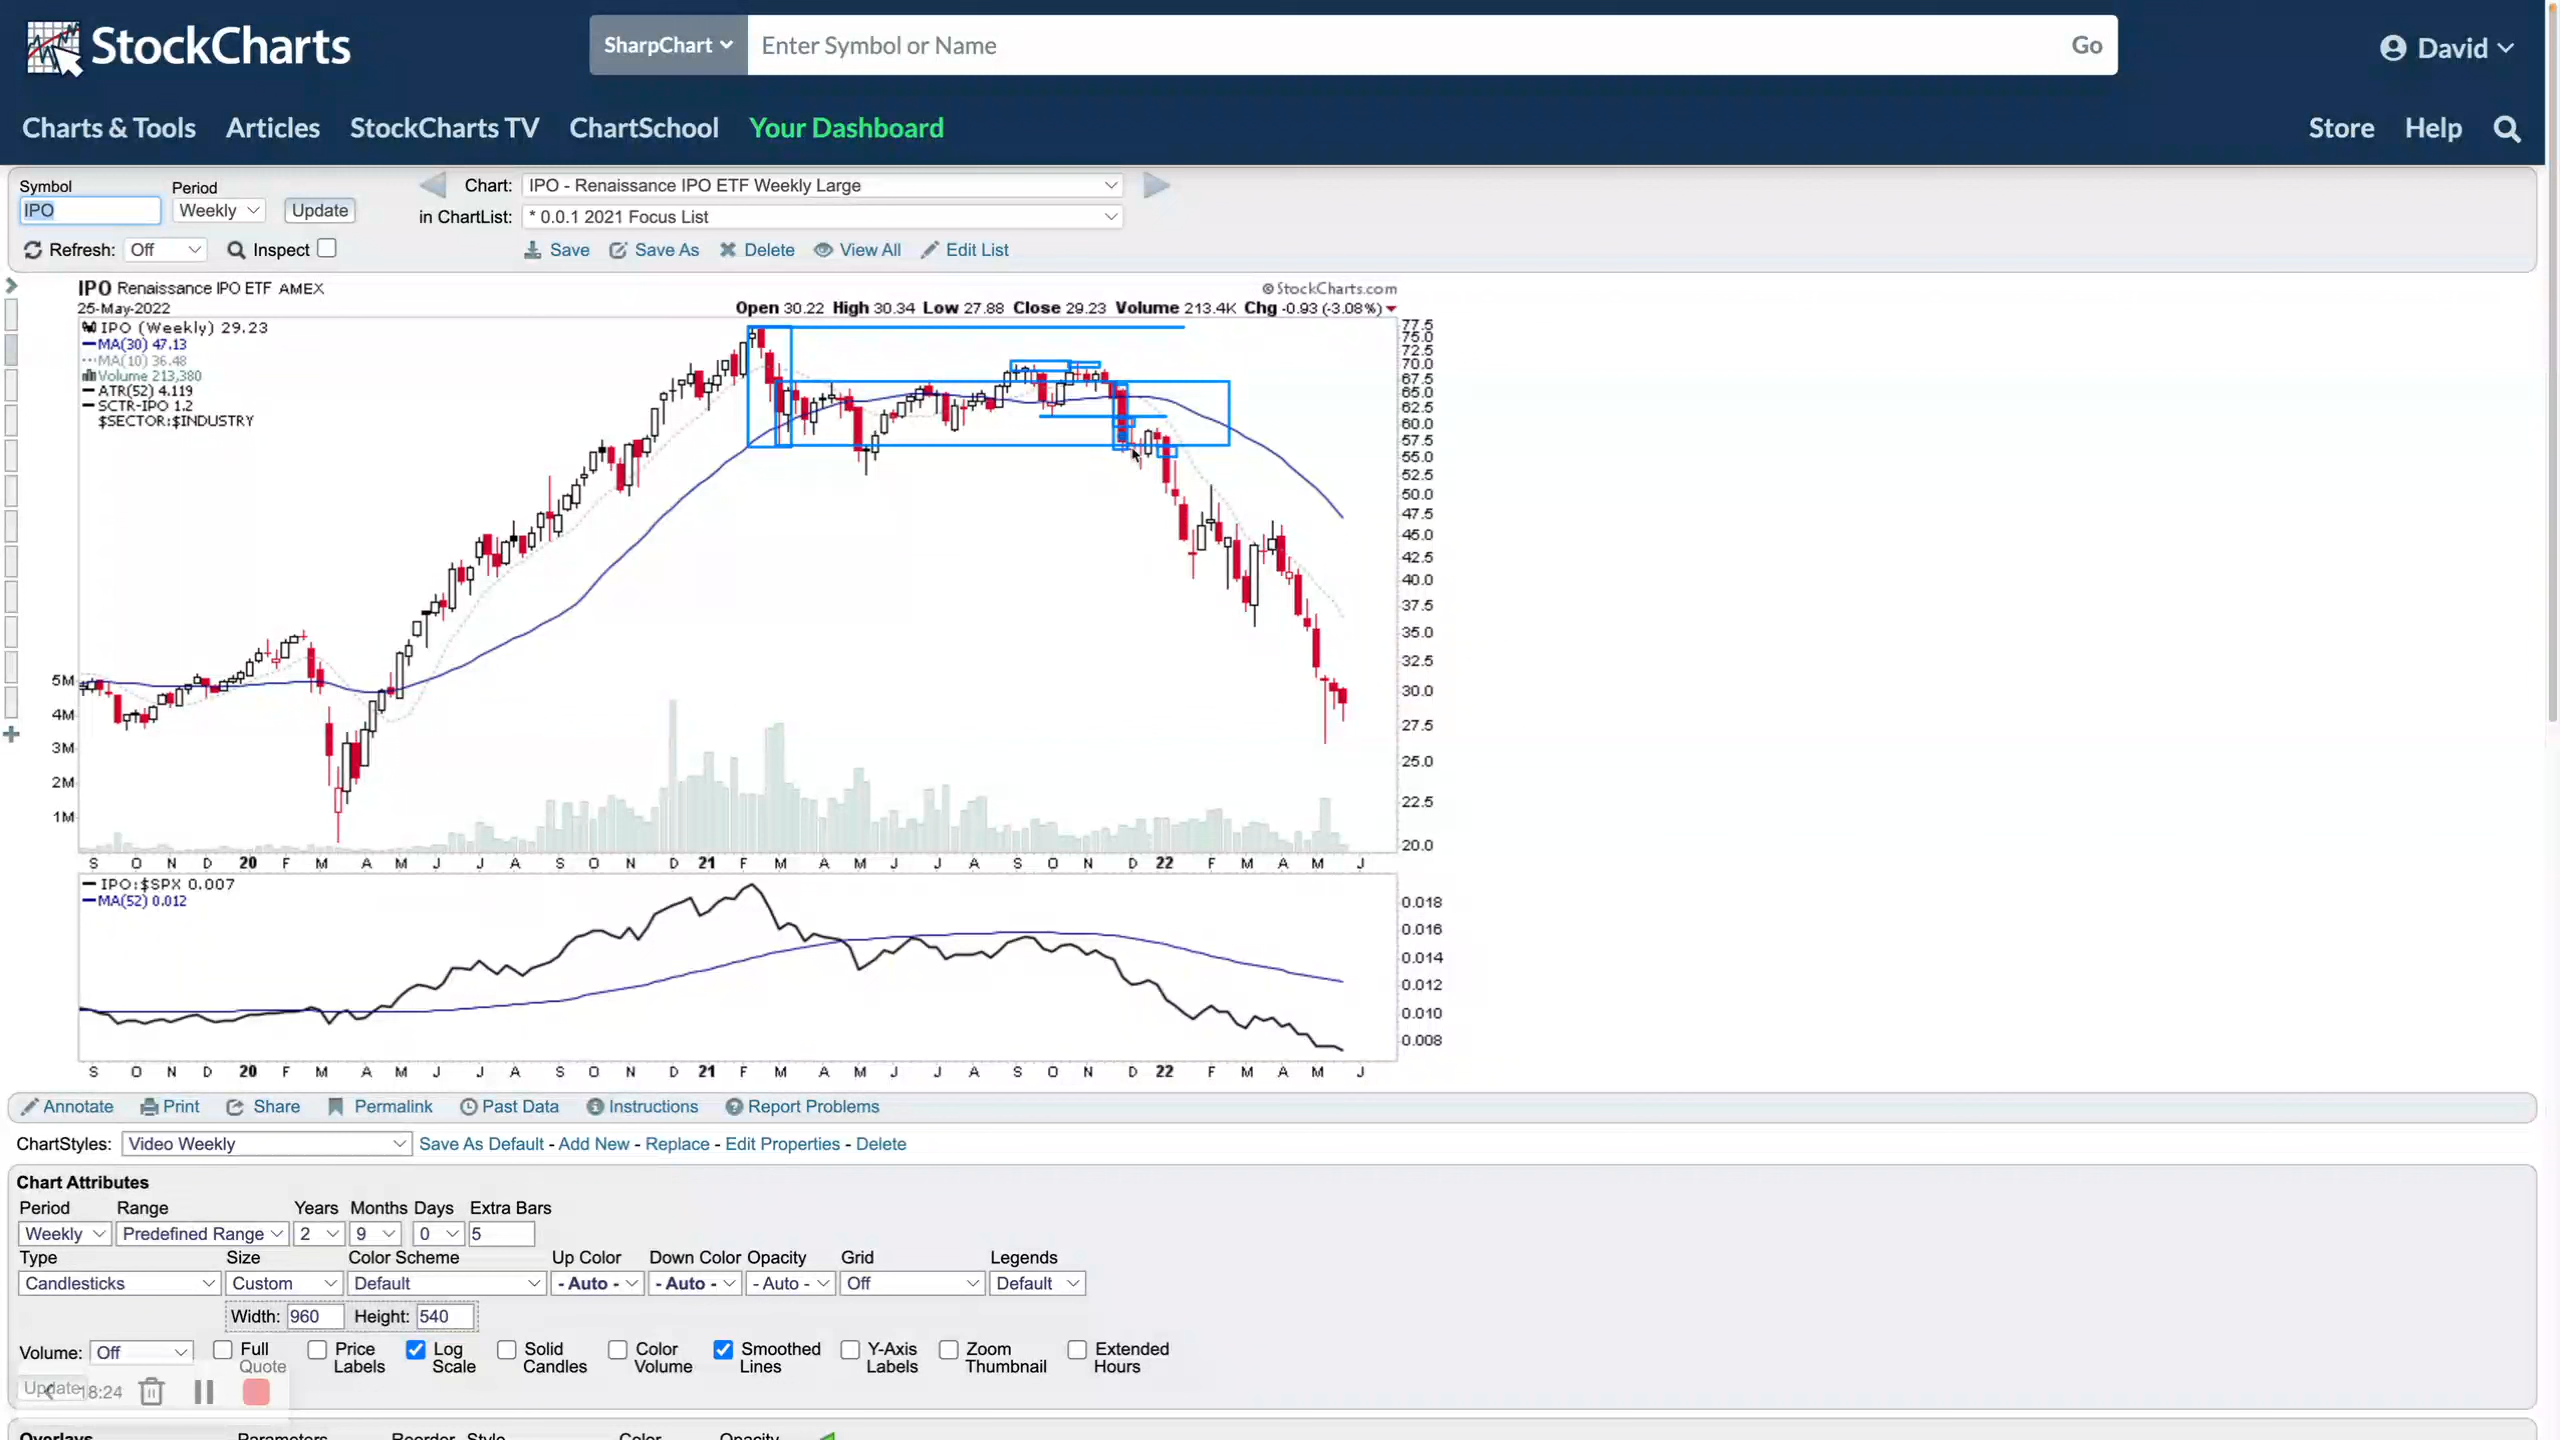 StockCharts
SharpChart Enter Symbol or Name Go
David
Charts & Tools Articles StockCharts TV ChartSchool Your Dashboard
Store Help
Symbol Period
IPO Weekly Update
Chart: IPO - Renaissance IPO ETF Weekly Large
in ChartList: * 0.0.1 2021 Focus List
Refresh: Off Inspect
Save Save As Delete View All Edit List
IPO Renaissance IPO ETF AMEX
© StockCharts.com
25-May-2022
Open 30.22 High 30.34 Low 27.88 Close 29.23 Volume 213.4K Chg -0.93 (-3.08%)
IPO (Weekly) 29.23
MA(30) 47.13
MA(10) 36.48
Volume 213,380
ATR(52) 4.119
SCTR-IPO 1.2
$SECTOR:$INDUSTRY
77.5
75.0
72.5
70.0
67.5
65.0
62.5
60.0
57.5
55.0
52.5
50.0
47.5
45.0
42.5
40.0
37.5
35.0
32.5
30.0
27.5
25.0
22.5
20.0
5M
4M
3M
2M
1M
S O N D 20 F M A M J J A S O N D 21 F M A M J J A S O N D 22 F M A M J
IPO:$SPX 0.007
MA(52) 0.012
0.018
0.016
0.014
0.012
0.010
0.008
S O N D 20 F M A M J J A S O N D 21 F M A M J J A S O N D 22 F M A M J
Annotate Print Share Permalink Past Data Instructions Report Problems
ChartStyles: Video Weekly Save As Default - Add New - Replace - Edit Properties - Delete
Chart Attributes
Period Range Years Months Days Extra Bars
Weekly Predefined Range 2 9 0 5
Type Size Color Scheme Up Color Down Color Opacity Grid Legends
Candlesticks Custom Default - Auto - - Auto - - Auto - Off Default
Width: 960 Height: 540
Volume: Off Full Quote Price Labels Log Scale Solid Candles Color Volume Smoothed Lines Y-Axis Labels Zoom Thumbnail Extended Hours
Update 8:24
Overlays Parameters Reorder Style Color Opacity